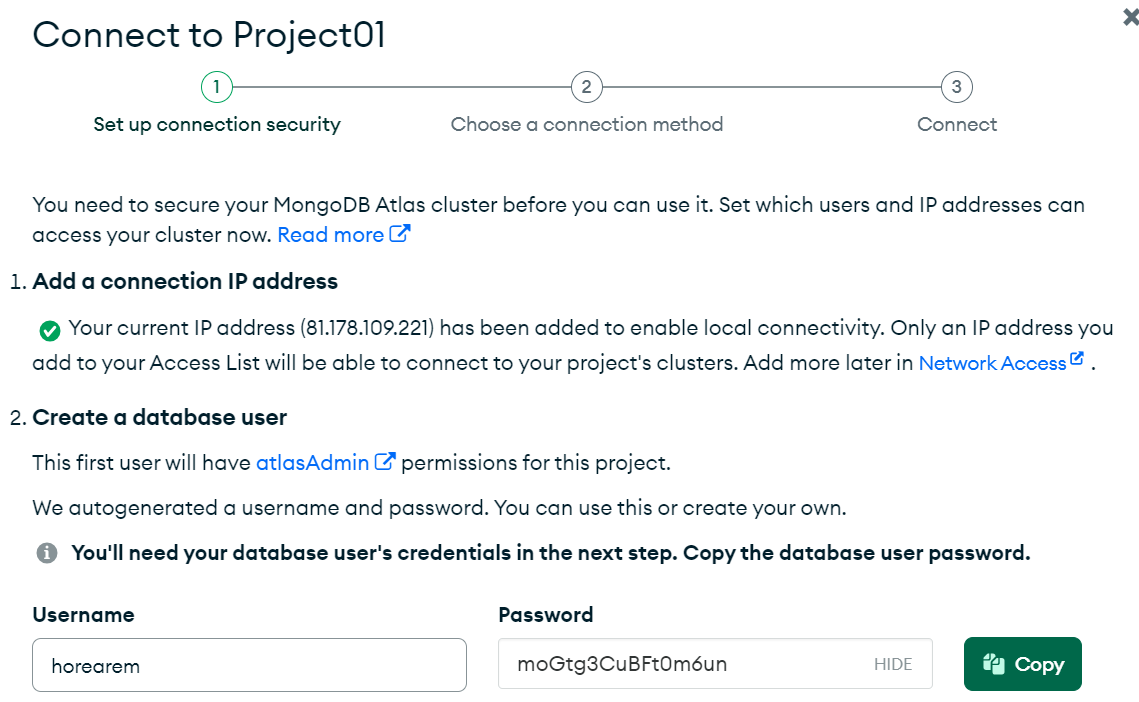 Connect to Project01
1
2
3
Set up connection security
Choose a connection method
Connect
You need to secure your MongoDB Atlas cluster before you can use it. Set which users and IP addresses can
access your cluster now. Read more
1. Add a connection IP address
Your current IP address (81.178.109.221) has been added to enable local connectivity. Only an IP address you
add to your Access List will be able to connect to your project's clusters. Add more later in Network Access .
2. Create a database user
This first user will have atlasAdmin permissions for this project.
We autogenerated a username and password. You can use this or create your own.
You'll need your database user's credentials in the next step. Copy the database user password.
Username
Password
horearem
moGtg3CuBFt0m6un
HIDE
Copy